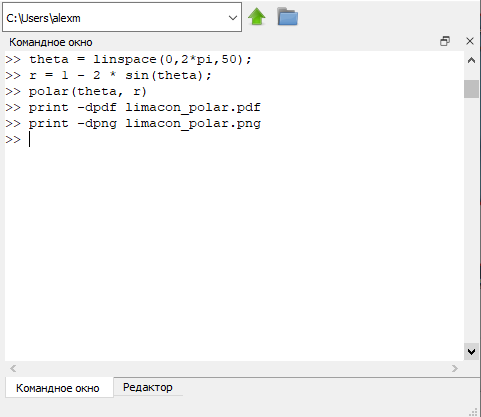 C:\Users\alexm
Командное окно
>> theta = linspace(0,2*pi,50);
>> r = 1 - 2 * sin(theta);
>> polar(theta, r)
>> print -dpdf limacon_polar.pdf
>> print -dpng limacon_polar.png
>>
Командное окно Редактор